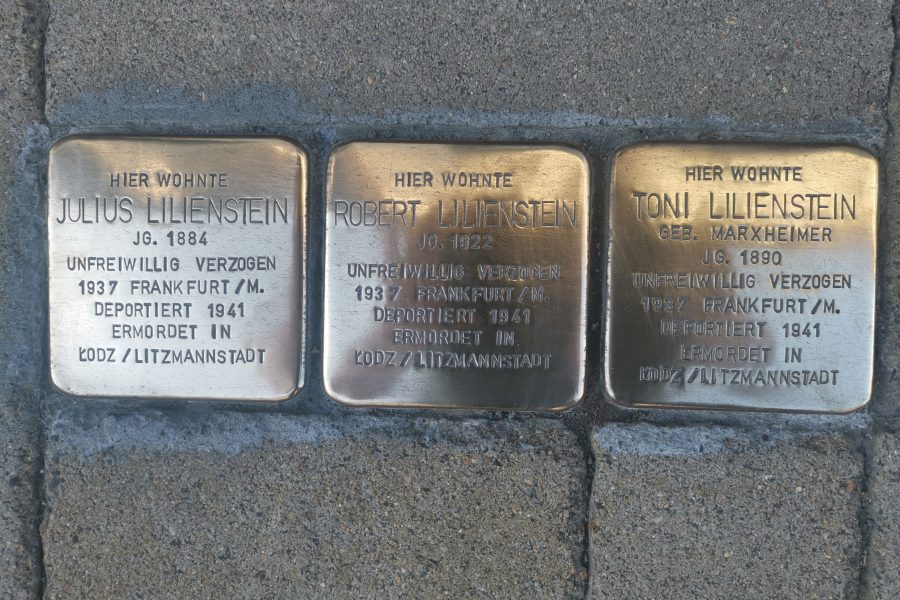 HIER WOHNTE
JULIUS LILIENSTEIN
JG. 1884
UNFREIWILLIG VERZOGEN
1937 FRANKFURT/M.
DEPORTIERT 1941
ERMORDET IN
ŁODZ/LITZMANNSTADT
HIER WOHNTE
ROBERT LILIENSTEIN
JG. 1922
UNFREIWILLIG VERZOGEN
1937 FRANKFURT/M.
DEPORTIERT 1941
ERMORDET IN
ŁODZ/LITZMANNSTADT
HIER WOHNTE
TONI LILIENSTEIN
GEB. MARXHEIMER
JG. 1890
UNFREIWILLIG VERZOGEN
1937 FRANKFURT/M.
DEPORTIERT 1941
ERMORDET IN
ŁODZ/LITZMANNSTADT